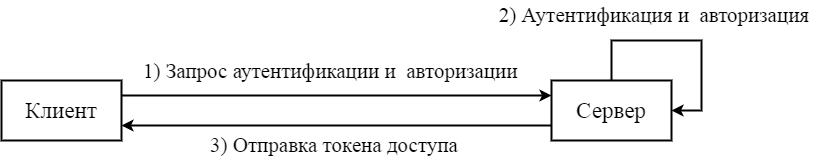 2) Аутентификация и авторизация
1) Запрос аутентификации и авторизации
Клиент
Сервер
3) Отправка токена доступа